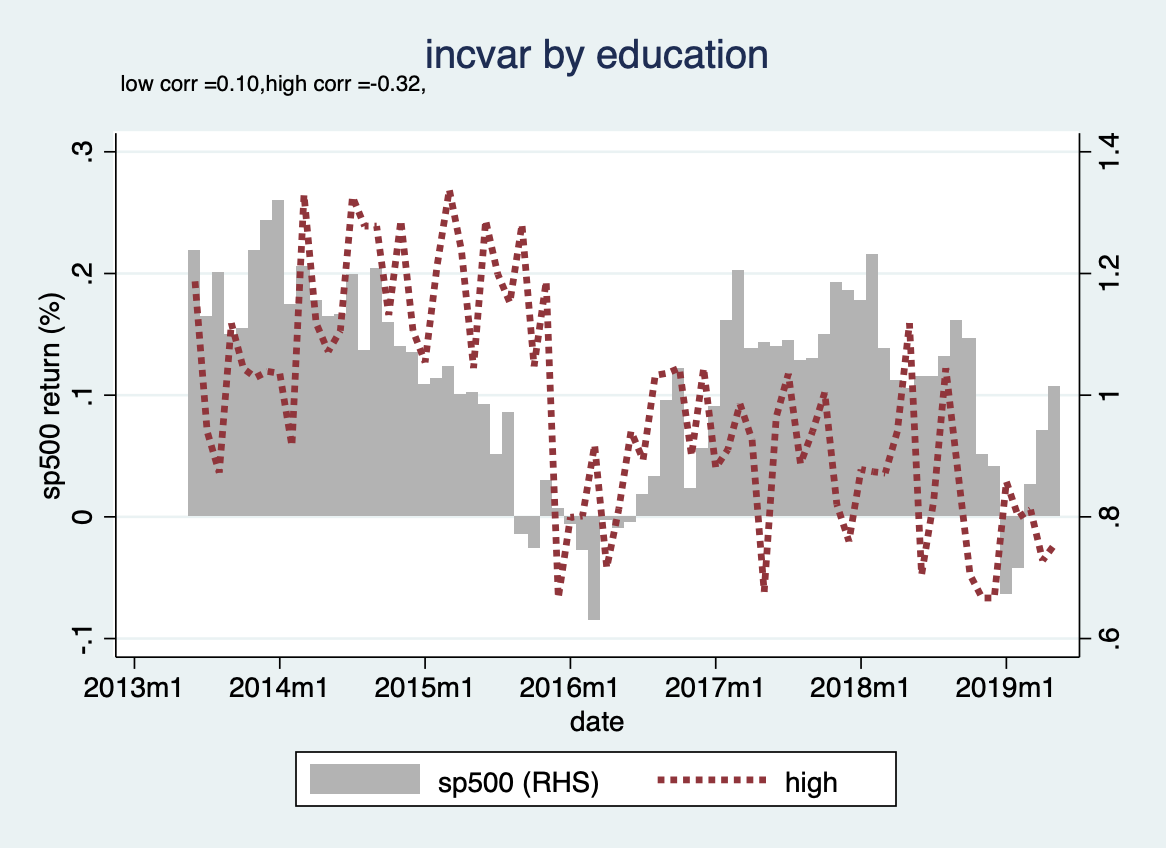 incvar by education
low corr =0.10,high corr =-0.32,
.3
.2
.1
0
-.1
sp500 return (%)
1.4
1.2
1
.8
.6
2013m1 2014m1 2015m1 2016m1 2017m1 2018m1 2019m1
date
sp500 (RHS) high